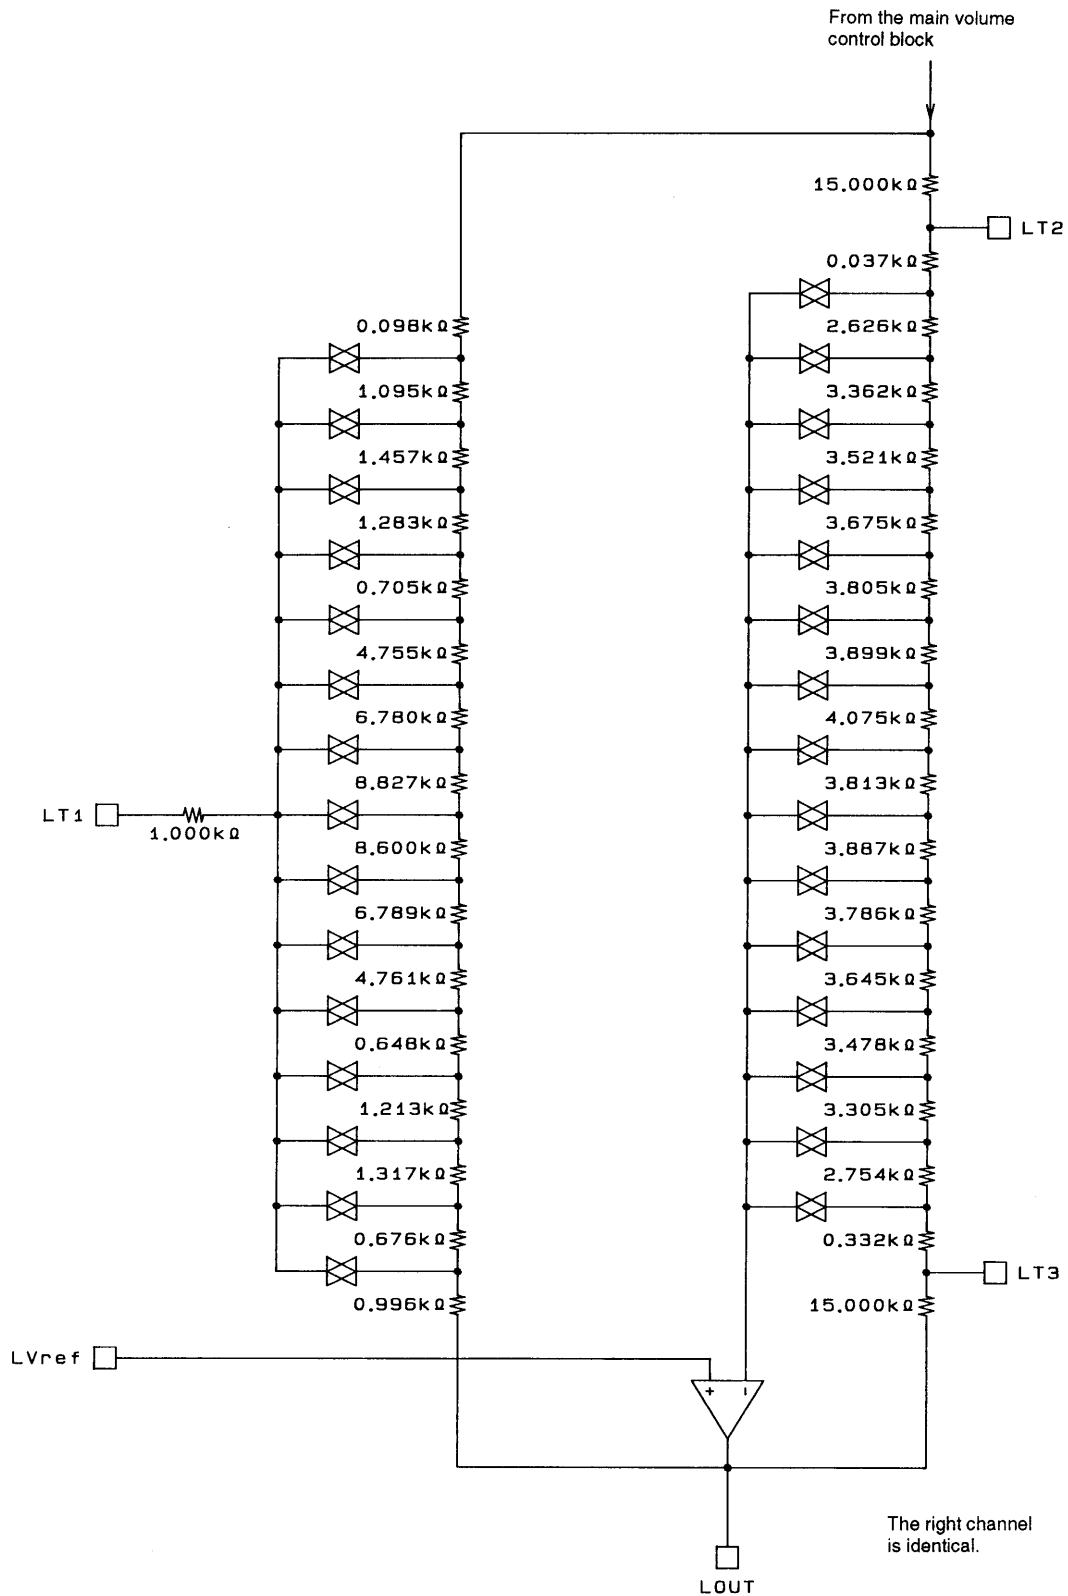 From the main volume
control block
15.000kΩ
LT2
0.037kΩ
0.098kΩ
2.626kΩ
1.095kΩ
3.362kΩ
1.457kΩ
3.521kΩ
1.283kΩ
3.675kΩ
0.705kΩ
3.805kΩ
4.755kΩ
3.899kΩ
6.780kΩ
4.075kΩ
8.827kΩ
3.813kΩ
LT1
1.000kΩ
8.600kΩ
3.887kΩ
6.789kΩ
3.786kΩ
4.761kΩ
3.645kΩ
0.648kΩ
3.478kΩ
1.213kΩ
3.305kΩ
1.317kΩ
2.754kΩ
0.676kΩ
0.332kΩ
LT3
0.996kΩ
15.000kΩ
LVref
+ −
The right channel
is identical.
LOUT